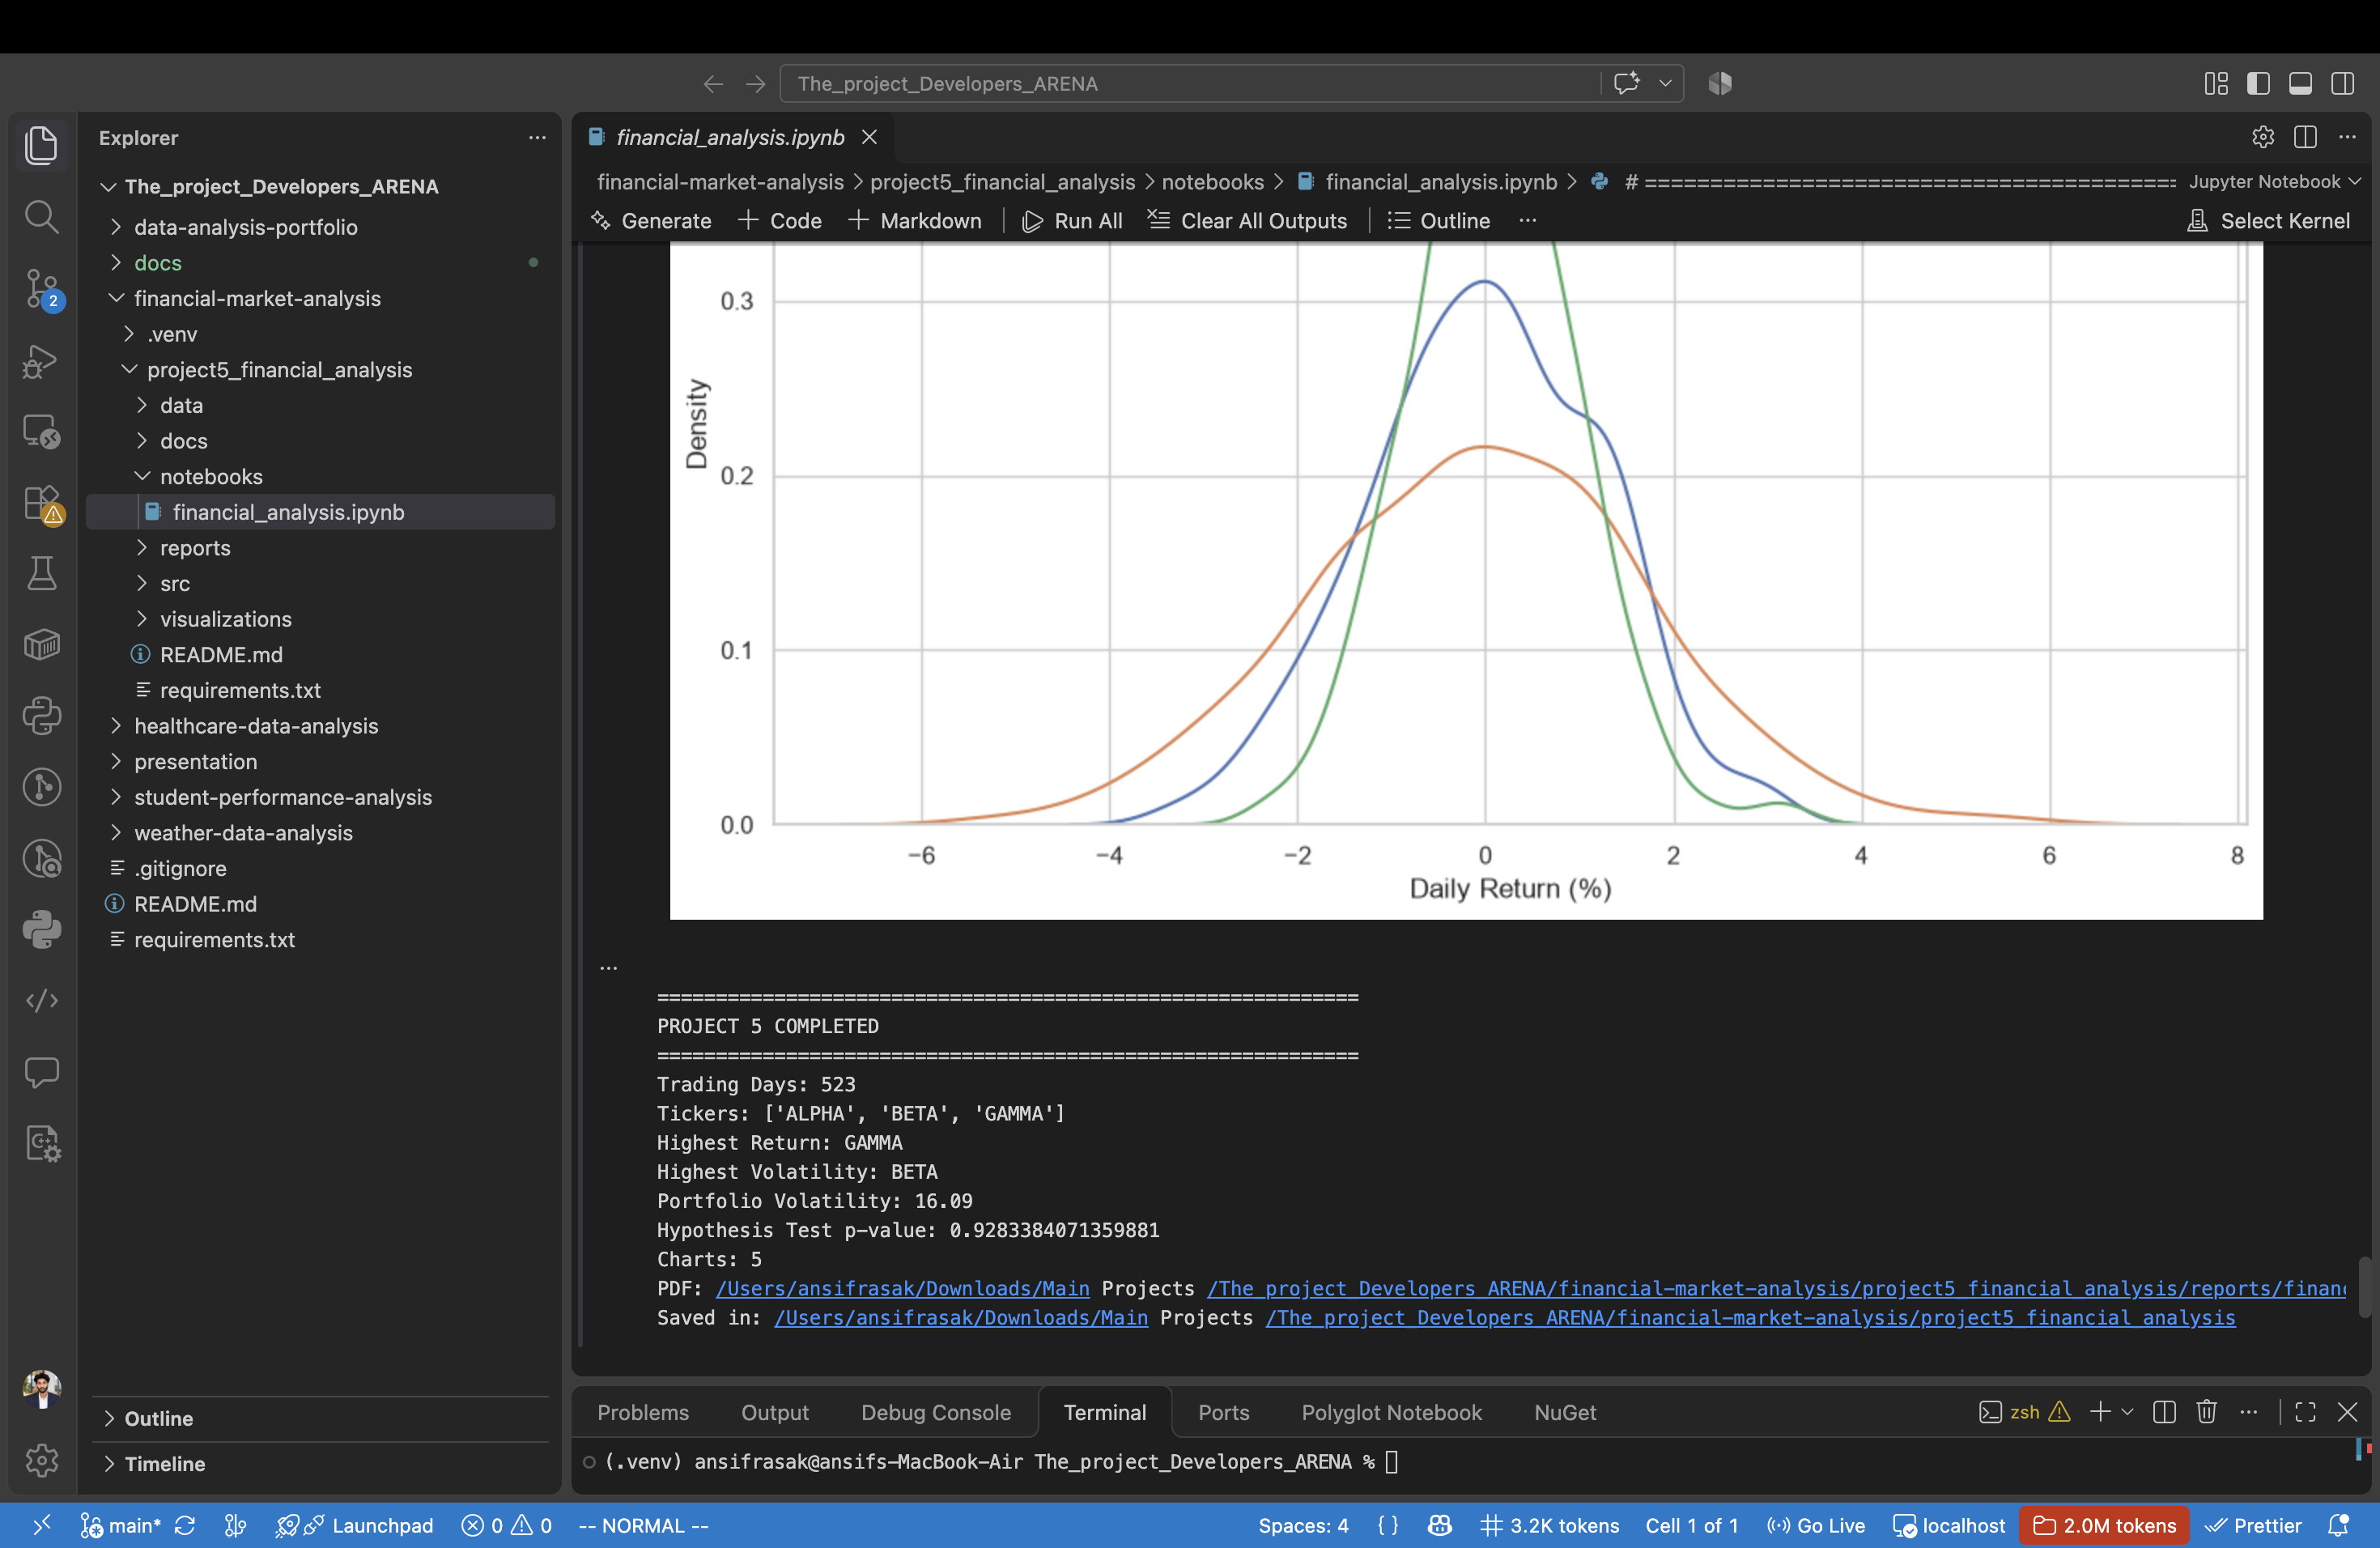 The_project_Developers_ARENA
Explorer
The_project_Developers_ARENA
data-analysis-portfolio
docs
financial-market-analysis
.venv
project5_financial_analysis
data
docs
notebooks
financial_analysis.ipynb
reports
src
visualizations
README.md
requirements.txt
healthcare-data-analysis
presentation
student-performance-analysis
weather-data-analysis
.gitignore
README.md
requirements.txt
Outline
Timeline
2
financial_analysis.ipynb
financial-market-analysis > project5_financial_analysis > notebooks > financial_analysis.ipynb > # ============================================== Jupyter Notebook
Generate + Code + Markdown Run All Clear All Outputs Outline ... Select Kernel
Density
0.3
0.2
0.1
0.0
−6 −4 −2 0 2 4 6 8
Daily Return (%)
...
============================================================
PROJECT 5 COMPLETED
============================================================
Trading Days: 523
Tickers: ['ALPHA', 'BETA', 'GAMMA']
Highest Return: GAMMA
Highest Volatility: BETA
Portfolio Volatility: 16.09
Hypothesis Test p-value: 0.9283384071359881
Charts: 5
PDF: /Users/ansifrasak/Downloads/Main Projects /The_project_Developers_ARENA/financial-market-analysis/project5_financial_analysis/reports/financ
Saved in: /Users/ansifrasak/Downloads/Main Projects /The_project_Developers_ARENA/financial-market-analysis/project5_financial_analysis
Problems Output Debug Console Terminal Ports Polyglot Notebook NuGet zsh
(.venv) ansifrasak@ansifs-MacBook-Air The_project_Developers_ARENA %
main* Launchpad 0 0 -- NORMAL -- Spaces: 4 { } 3.2K tokens Cell 1 of 1 Go Live localhost 2.0M tokens Prettier